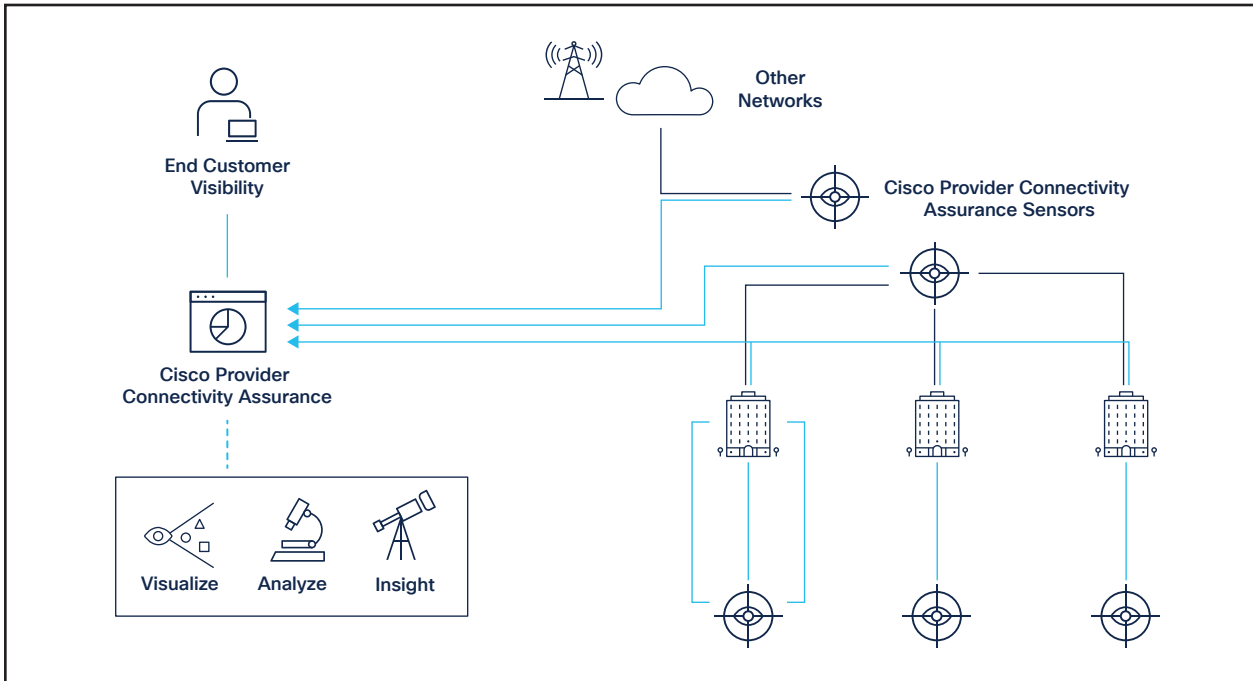 Other
Networks
End Customer
Visibility
Cisco Provider Connectivity
Assurance Sensors
Cisco Provider
Connectivity Assurance
Visualize
Analyze
Insight